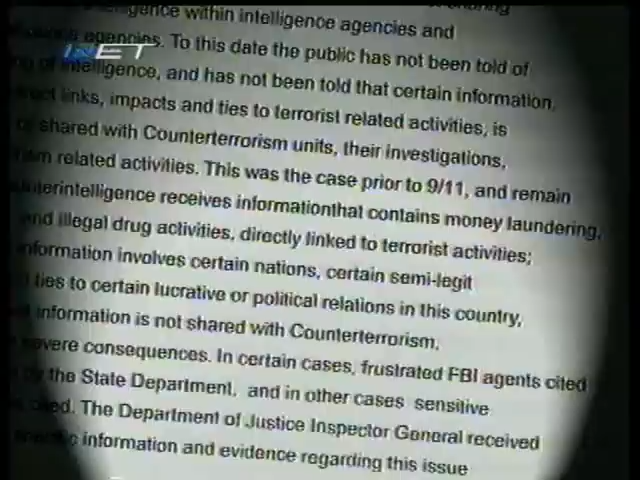 intelligence within intelligence agencies and
agencies. To this date the public has not been told of
of intelligence, and has not been told that certain information,
links, impacts and ties to terrorist related activities, is
shared with Counterterrorism units, their investigations,
related activities. This was the case prior to 9/11, and remain
receives informationthat contains money laundering,
and illegal drug activities, directly linked to terrorist activities;
information involves certain nations, certain semi-legit
ties to certain lucrative or political relations in this country,
information is not shared with Counterterrorism,
severe consequences. In certain cases, frustrated FBI agents cited
by the State Department, and in other cases sensitive
cited. The Department of Justice Inspector General received
specific information and evidence regarding this issue